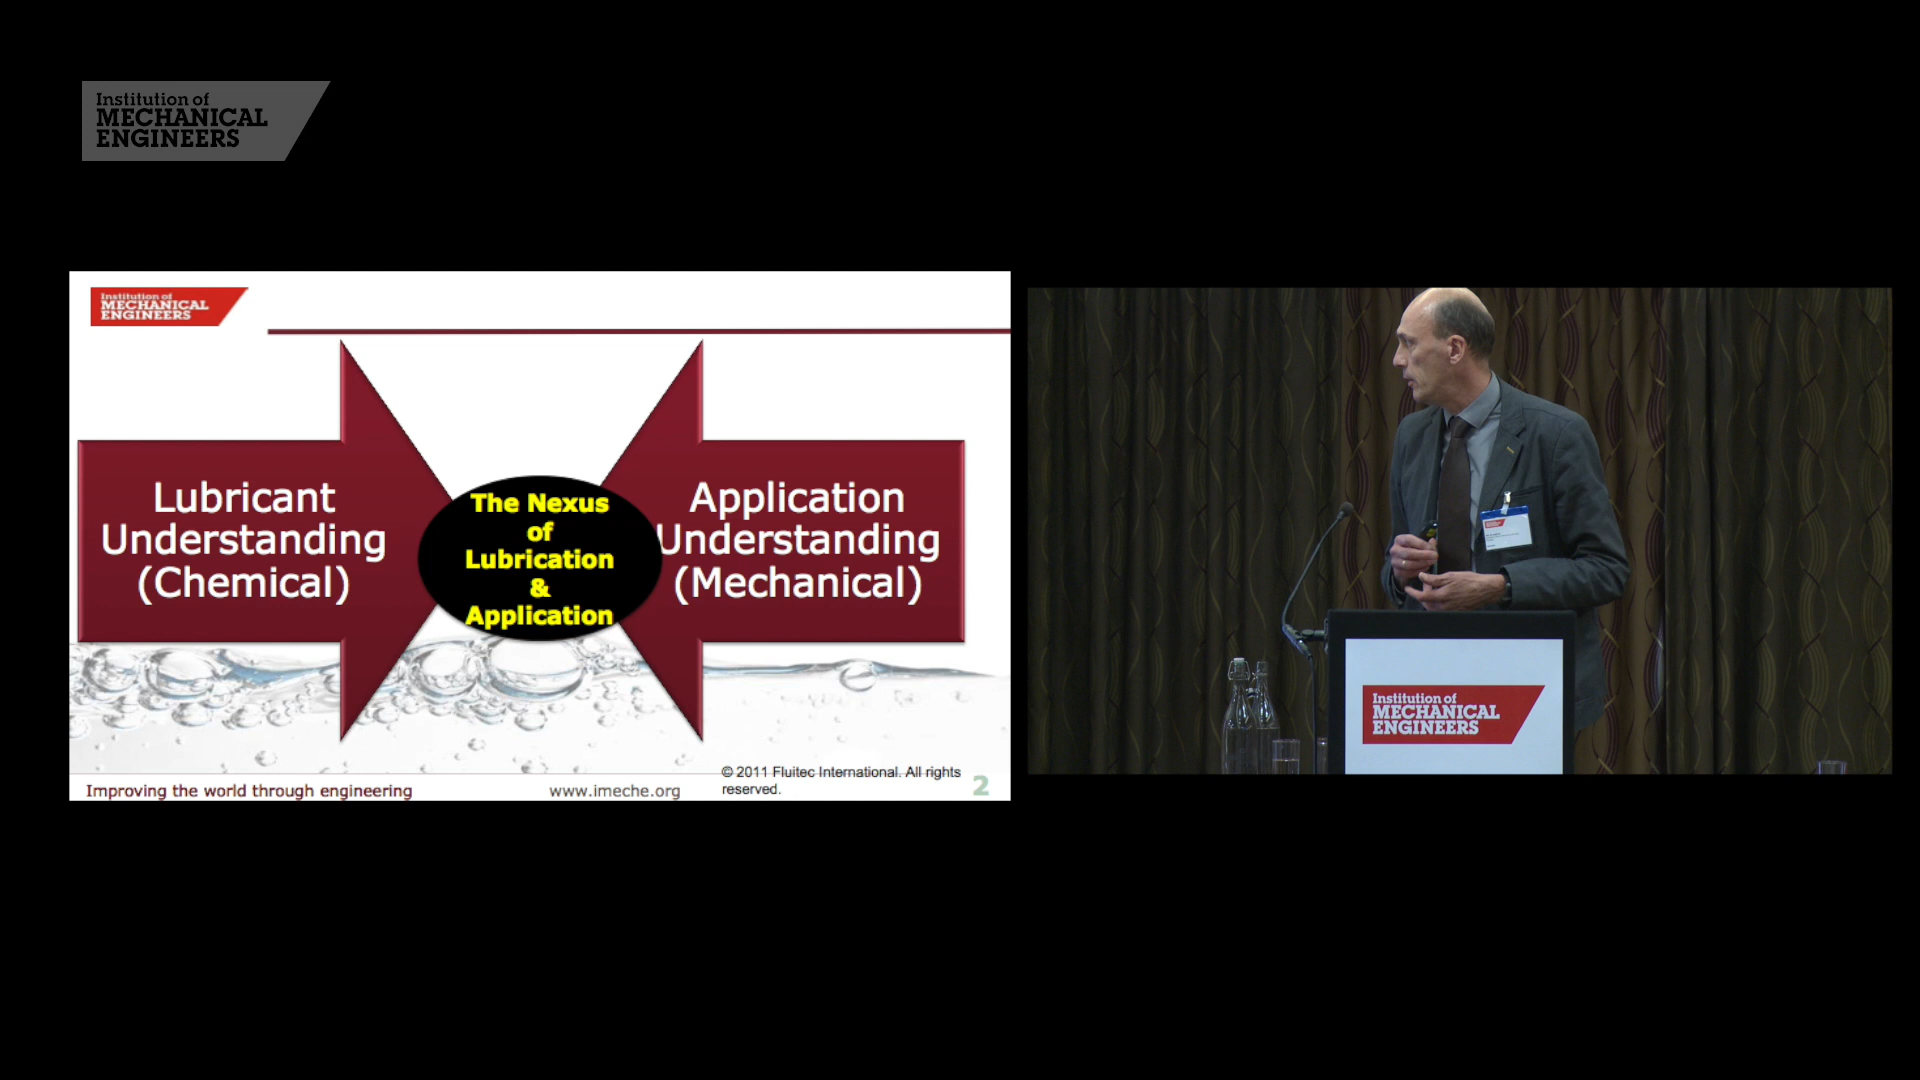 Institution of
MECHANICAL
ENGINEERS
Institution of
MECHANICAL
ENGINEERS
Lubricant
Understanding
(Chemical)
The Nexus
of
Lubrication
&
Application
Application
Understanding
(Mechanical)
Improving the world through engineering
www.imeche.org
© 2011 Fluitec International. All rights
reserved.
2
Institution of
MECHANICAL
ENGINEERS